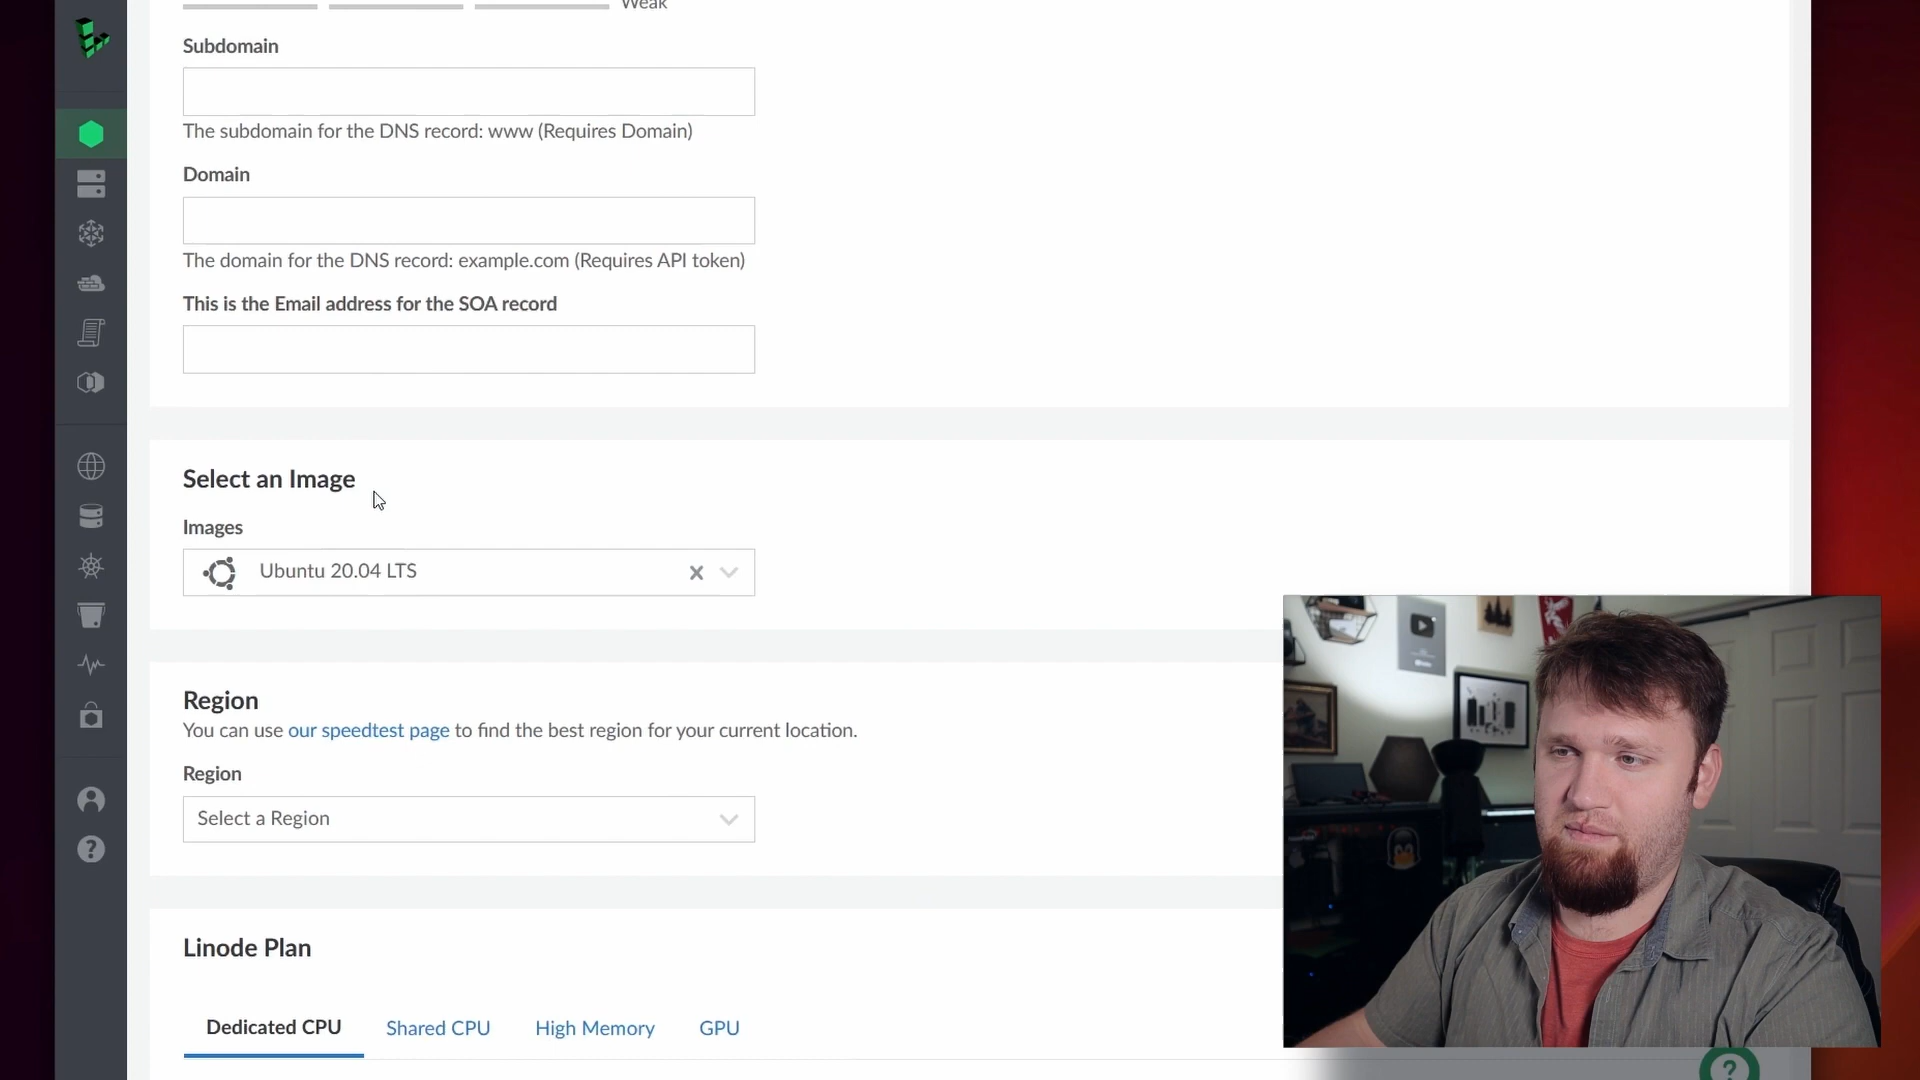 Weak
Subdomain
The subdomain for the DNS record: www (Requires Domain)
Domain
The domain for the DNS record: example.com (Requires API token)
This is the Email address for the SOA record
Select an Image
Images
Ubuntu 20.04 LTS
Region
You can use our speedtest page to find the best region for your current location.
Region
Select a Region
Linode Plan
Dedicated CPU Shared CPU High Memory GPU